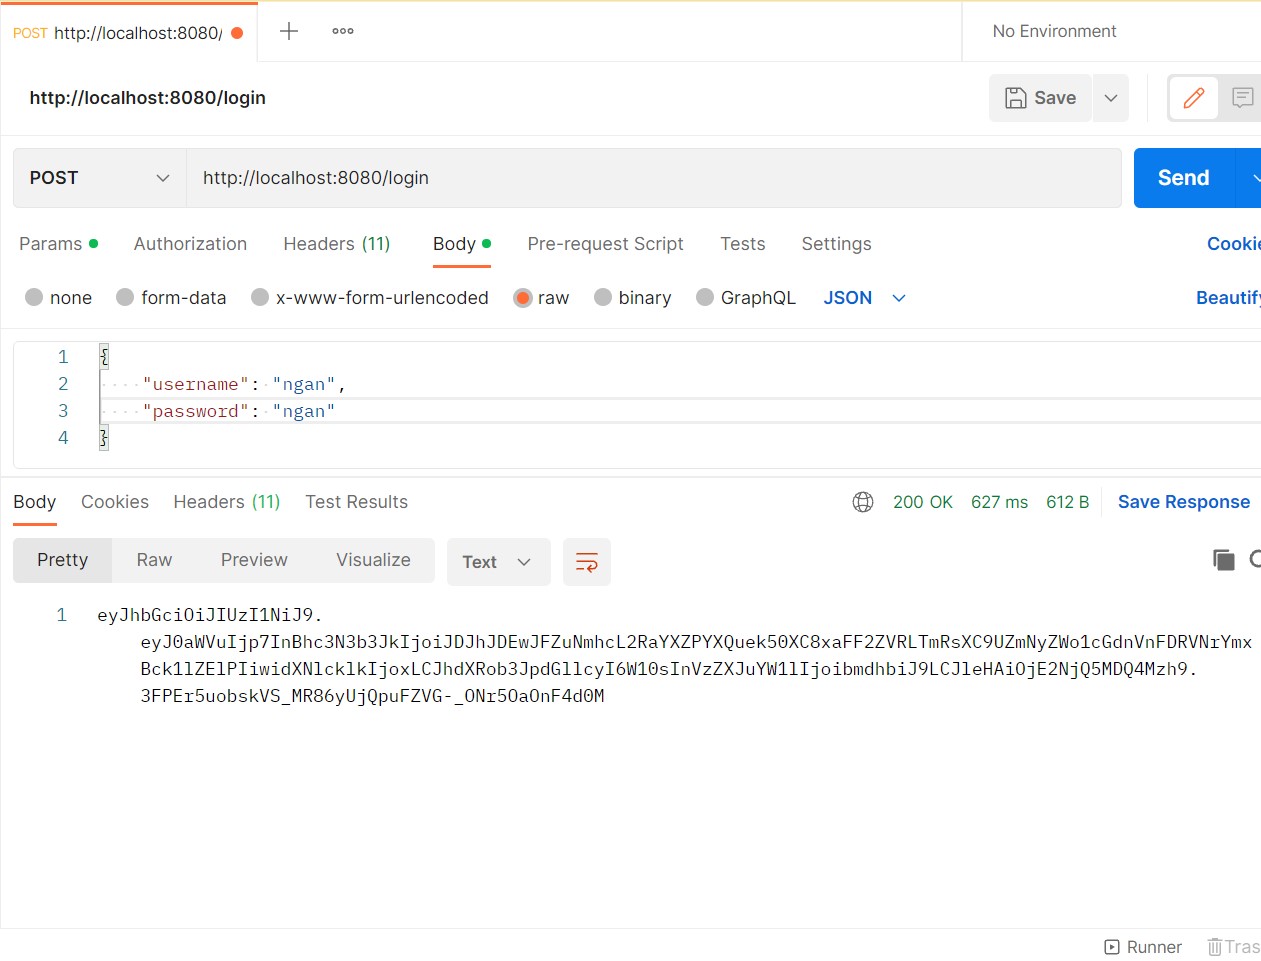 POST http://localhost:8080/ No Environment
http://localhost:8080/login Save
POST http://localhost:8080/login Send
Params Authorization Headers (11) Body Pre-request Script Tests Settings Cookie
none form-data x-www-form-urlencoded raw binary GraphQL JSON Beautify
1 {
2 "username": "ngan",
3 "password": "ngan"
4 }
Body Cookies Headers (11) Test Results 200 OK 627 ms 612 B Save Response
Pretty Raw Preview Visualize Text
1 eyJhbGciOiJIUzI1NiJ9.
eyJ0aWVuIjp7InBhc3N3b3JkIjoiJDJhJDEwJFZuNmhcL2RaYXZPYXQuek50XC8xaFF2ZVRLTmRsXC9UZmNyZWo1cGdnVnFDRVNrYmx
Bck1lZElPIiwidXNlcklkIjoxLCJhdXRob3JpdGllcyI6W10sInVzZXJuYW1lIjoibmdhbiJ9LCJleHAiOjE2NjQ5MDQ4Mzh9.
3FPEr5uobskVS_MR86yUjQpuFZVG-_ONr5OaOnF4d0M
Runner Tras